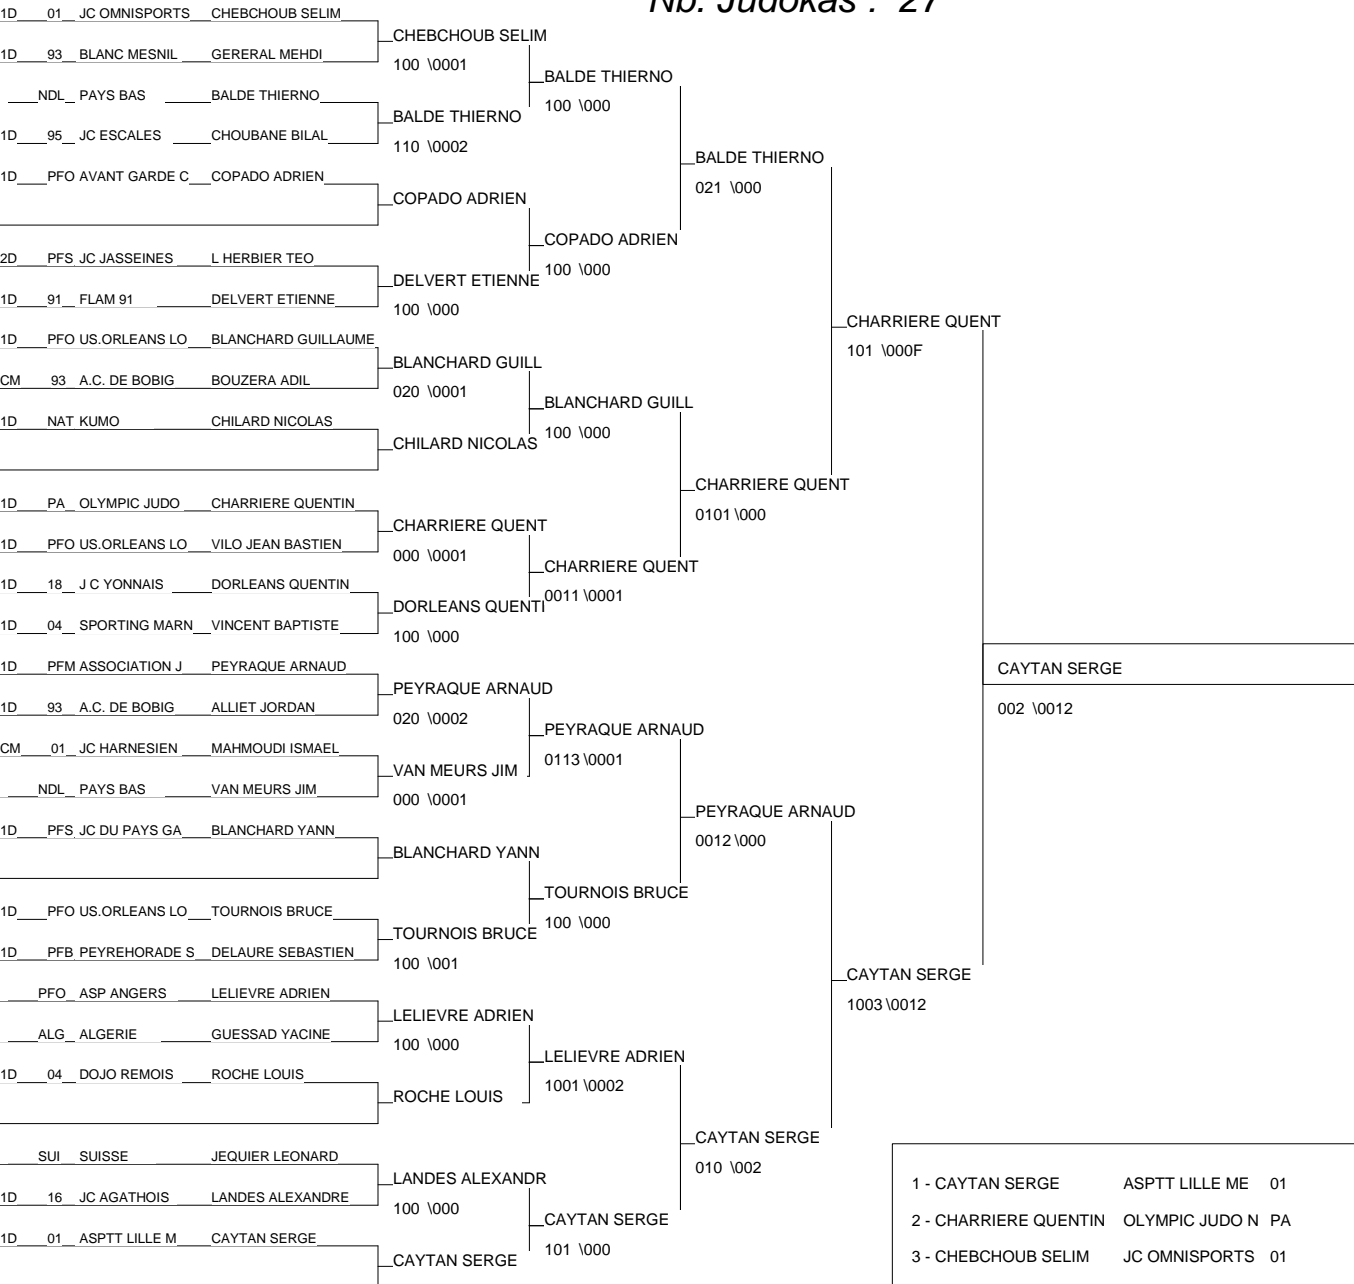 Nb. Judokas : 27
1D 01 JC OMNISPORTS CHEBCHOUB SELIM
CHEBCHOUB SELIM
1D 93 BLANC MESNIL GERERAL MEHDI
100 \0001
BALDE THIERNO
NDL PAYS BAS BALDE THIERNO
100 \000
BALDE THIERNO
1D 95 JC ESCALES CHOUBANE BILAL
110 \0002
BALDE THIERNO
1D PFO AVANT GARDE C COPADO ADRIEN
021 \000
COPADO ADRIEN
COPADO ADRIEN
2D PFS JC JASSEINES L HERBIER TEO
100 \000
DELVERT ETIENNE
1D 91 FLAM 91 DELVERT ETIENNE
100 \000
CHARRIERE QUENT
1D PFO US.ORLEANS LO BLANCHARD GUILLAUME
101 \000F
BLANCHARD GUILL
CM 93 A.C. DE BOBIG BOUZERA ADIL
020 \0001
BLANCHARD GUILL
1D NAT KUMO CHILARD NICOLAS
100 \000
CHILARD NICOLAS
CHARRIERE QUENT
1D PA OLYMPIC JUDO CHARRIERE QUENTIN
0101 \000
CHARRIERE QUENT
1D PFO US.ORLEANS LO VILO JEAN BASTIEN
000 \0001
CHARRIERE QUENT
1D 18 J C YONNAIS DORLEANS QUENTIN
0011 \0001
DORLEANS QUENTI
1D 04 SPORTING MARN VINCENT BAPTISTE
100 \000
1D PFM ASSOCIATION J PEYRAQUE ARNAUD
CAYTAN SERGE
PEYRAQUE ARNAUD
1D 93 A.C. DE BOBIG ALLIET JORDAN
002 \0012
020 \0002
PEYRAQUE ARNAUD
CM 01 JC HARNESIEN MAHMOUDI ISMAEL
0113 \0001
VAN MEURS JIM
NDL PAYS BAS VAN MEURS JIM
000 \0001
PEYRAQUE ARNAUD
1D PFS JC DU PAYS GA BLANCHARD YANN
0012 \000
BLANCHARD YANN
TOURNOIS BRUCE
1D PFO US.ORLEANS LO TOURNOIS BRUCE
100 \000
TOURNOIS BRUCE
1D PFB PEYREHORADE S DELAURE SEBASTIEN
100 \001
CAYTAN SERGE
PFO ASP ANGERS LELIEVRE ADRIEN
1003 \0012
LELIEVRE ADRIEN
ALG ALGERIE GUESSAD YACINE
100 \000
LELIEVRE ADRIEN
1D 04 DOJO REMOIS ROCHE LOUIS
1001 \0002
ROCHE LOUIS
CAYTAN SERGE
SUI SUISSE JEQUIER LEONARD
010 \002
LANDES ALEXANDR
1D 16 JC AGATHOIS LANDES ALEXANDRE
100 \000
CAYTAN SERGE
1D 01 ASPTT LILLE M CAYTAN SERGE
101 \000
CAYTAN SERGE
1 - CAYTAN SERGE ASPTT LILLE ME 01
2 - CHARRIERE QUENTIN OLYMPIC JUDO N PA
3 - CHEBCHOUB SELIM JC OMNISPORTS 01